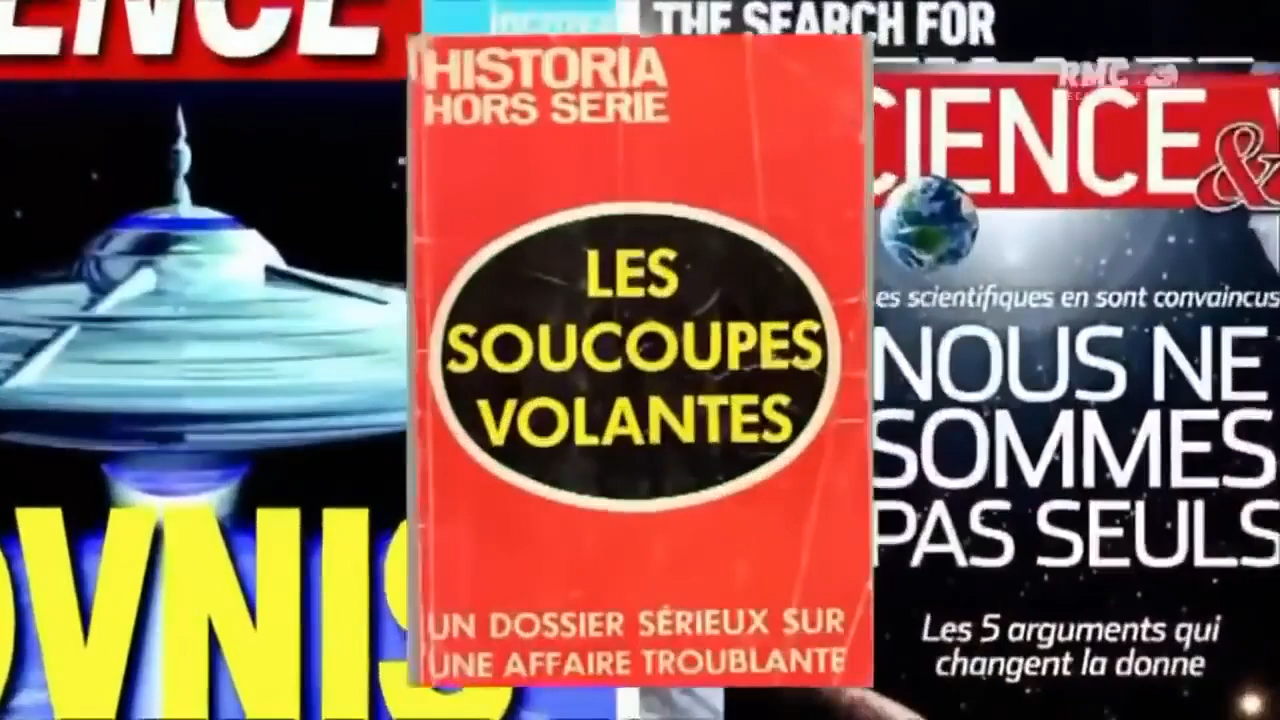 THE SEARCH FOR
HISTORIA
HORS SERIE
LES
SOUCOUPES
VOLANTES
UN DOSSIER SÉRIEUX SUR
UNE AFFAIRE TROUBLANTE
OVNIS
RMC
CIENCE &
es scientifiques en sont convaincus
NOUS NE
SOMMES
PAS SEULS
Les 5 arguments qui
changent la donne